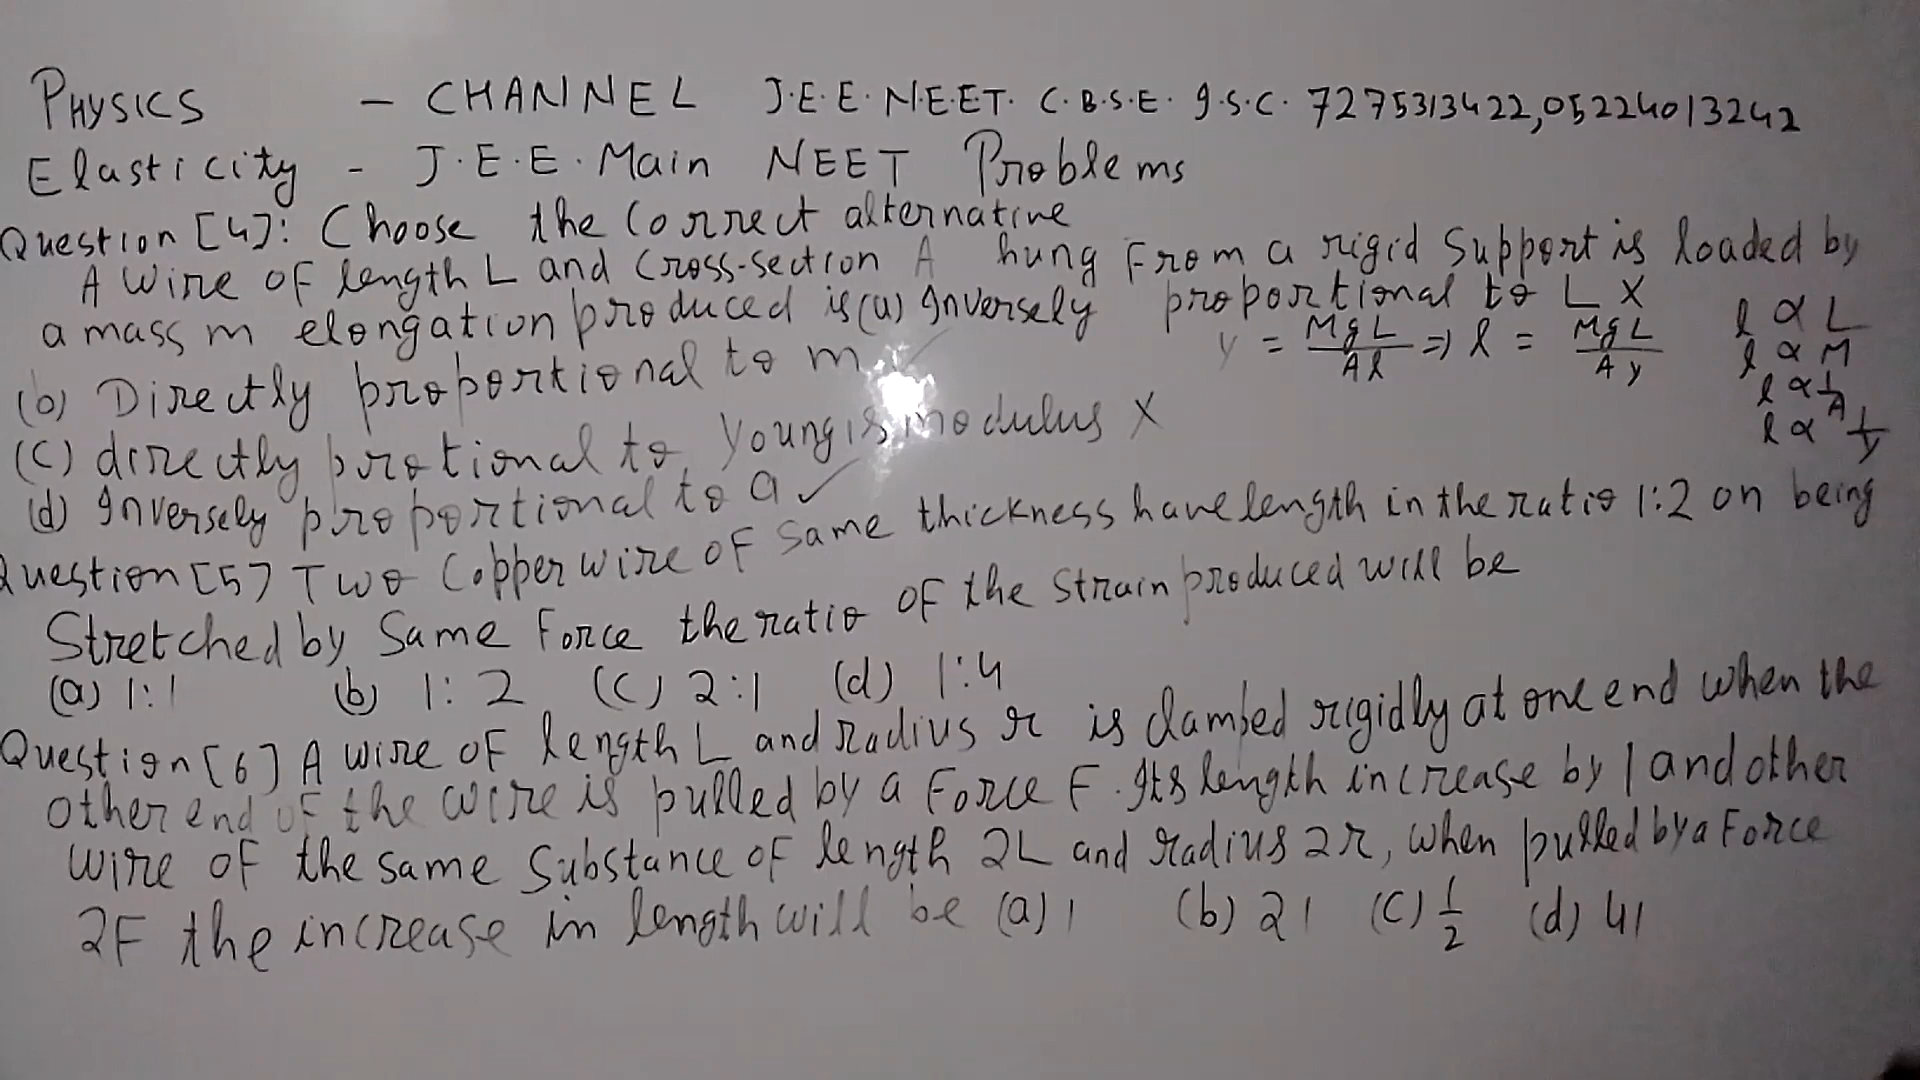 PHYSICS - CHANNEL J.E.E. N.E.E.T. C.B.S.E. I.S.C. 7275313422,05224013242
Elasticity - J.E.E. Main NEET Problems
Question [4]: Choose the Correct alternative
A Wire of length L and Cross-section A hung From a rigid Support is loaded by
a mass m elongation produced is (a) Inversely proportional to L X
(b) Directly proportional to m
Y = MgL/Al => l = MgL/AY
l α L
l α M
l α 1/A
l α 1/Y
(C) directly protional to, Young is modulus X
(d) Inversely proportional to a ✓
Question [5] Two Copper wire of Same thickness have length in the ratio 1:2 on being
Stretched by Same Force the ratio of the Strain produced will be
(a) 1:1 (b) 1:2 (C) 2:1 (d) 1:4
Question [6] A wire of length L and radius r is clamped rigidly at one end when the
other end of the wire is pulled by a Force F. Its length increase by l and other
wire of the same Substance of length 2L and radius 2r, when pulled by a Force
2F the increase in length will be (a) l (b) 2l (C) 1/2 (d) 4l